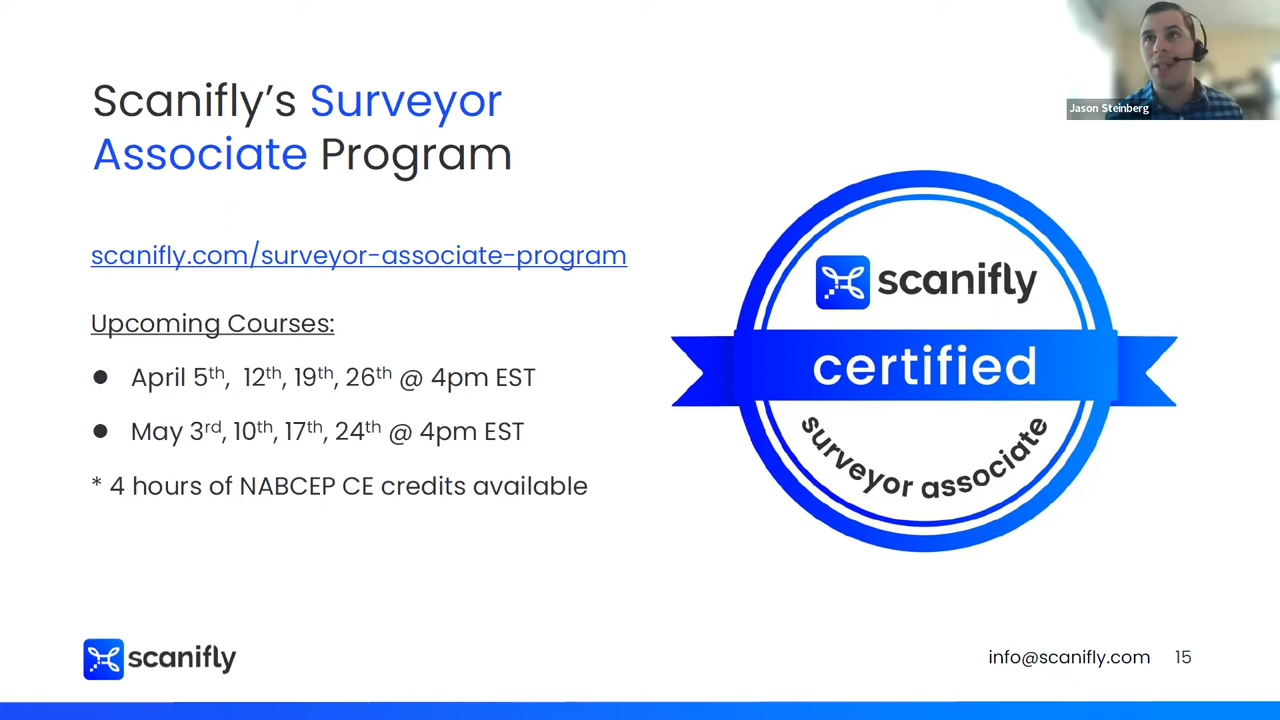 Scanifly’s Surveyor
Associate Program
Jason Steinberg
scanifly.com/surveyor-associate-program
Upcoming Courses:
● April 5th, 12th, 19th, 26th @ 4pm EST
● May 3rd, 10th, 17th, 24th @ 4pm EST
* 4 hours of NABCEP CE credits available
scanifly
certified
surveyor associate
scanifly
info@scanifly.com 15